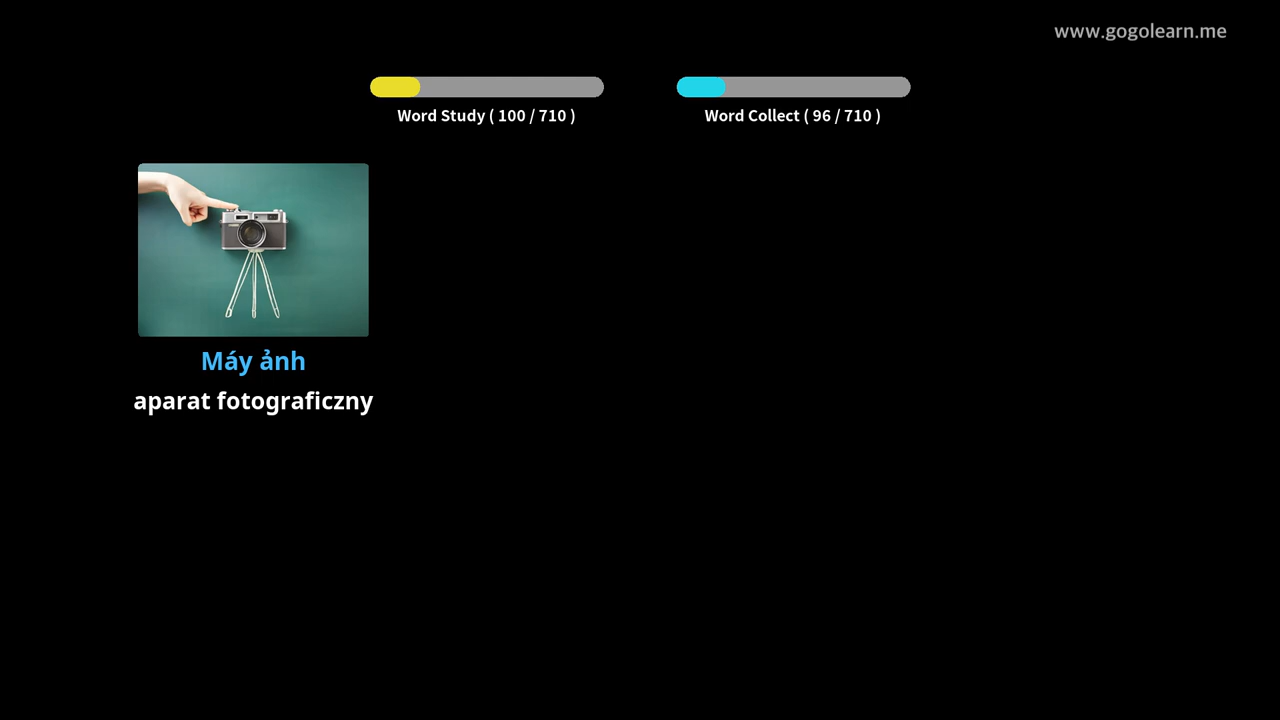 www.gogolearn.me
Word Study ( 100 / 710 )
Word Collect ( 96 / 710 )
Máy ảnh
aparat fotograficzny